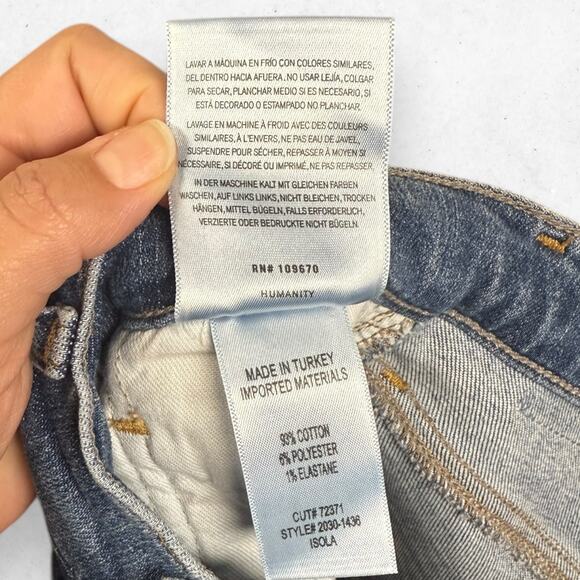 LAVAR A MÁQUINA EN FRÍO CON COLORES SIMILARES,
DEL DENTRO HACIA AFUERA. NO USAR LEJÍA, COLGAR
PARA SECAR, PLANCHAR MEDIO SI ES NECESARIO, SI
ESTÁ DECORADO O ESTAMPADO NO PLANCHAR.
LAVAGE EN MACHINE À FROID AVEC DES COULEURS
SIMILAIRES, À L'ENVERS, NE PAS EAU DE JAVEL,
SUSPENDRE POUR SÉCHER, REPASSER À MOYEN SI
NÉCESSAIRE, SI DÉCORÉ OU IMPRIMÉ, NE PAS REPASSER.
IN DER MASCHINE KALT MIT GLEICHEN FARBEN
WASCHEN, AUF LINKS LINKS, NICHT BLEICHEN, TROCKEN
HÄNGEN, MITTEL BÜGELN, FALLS ERFORDERLICH,
VERZIERTE ODER BEDRUCKTE NICHT BÜGELN.
RN# 109670
HUMANITY
MADE IN TURKEY
IMPORTED MATERIALS
93% COTTON
6% POLYESTER
1% ELASTANE
CUT# 72371
STYLE# 2030-1436
ISOLA